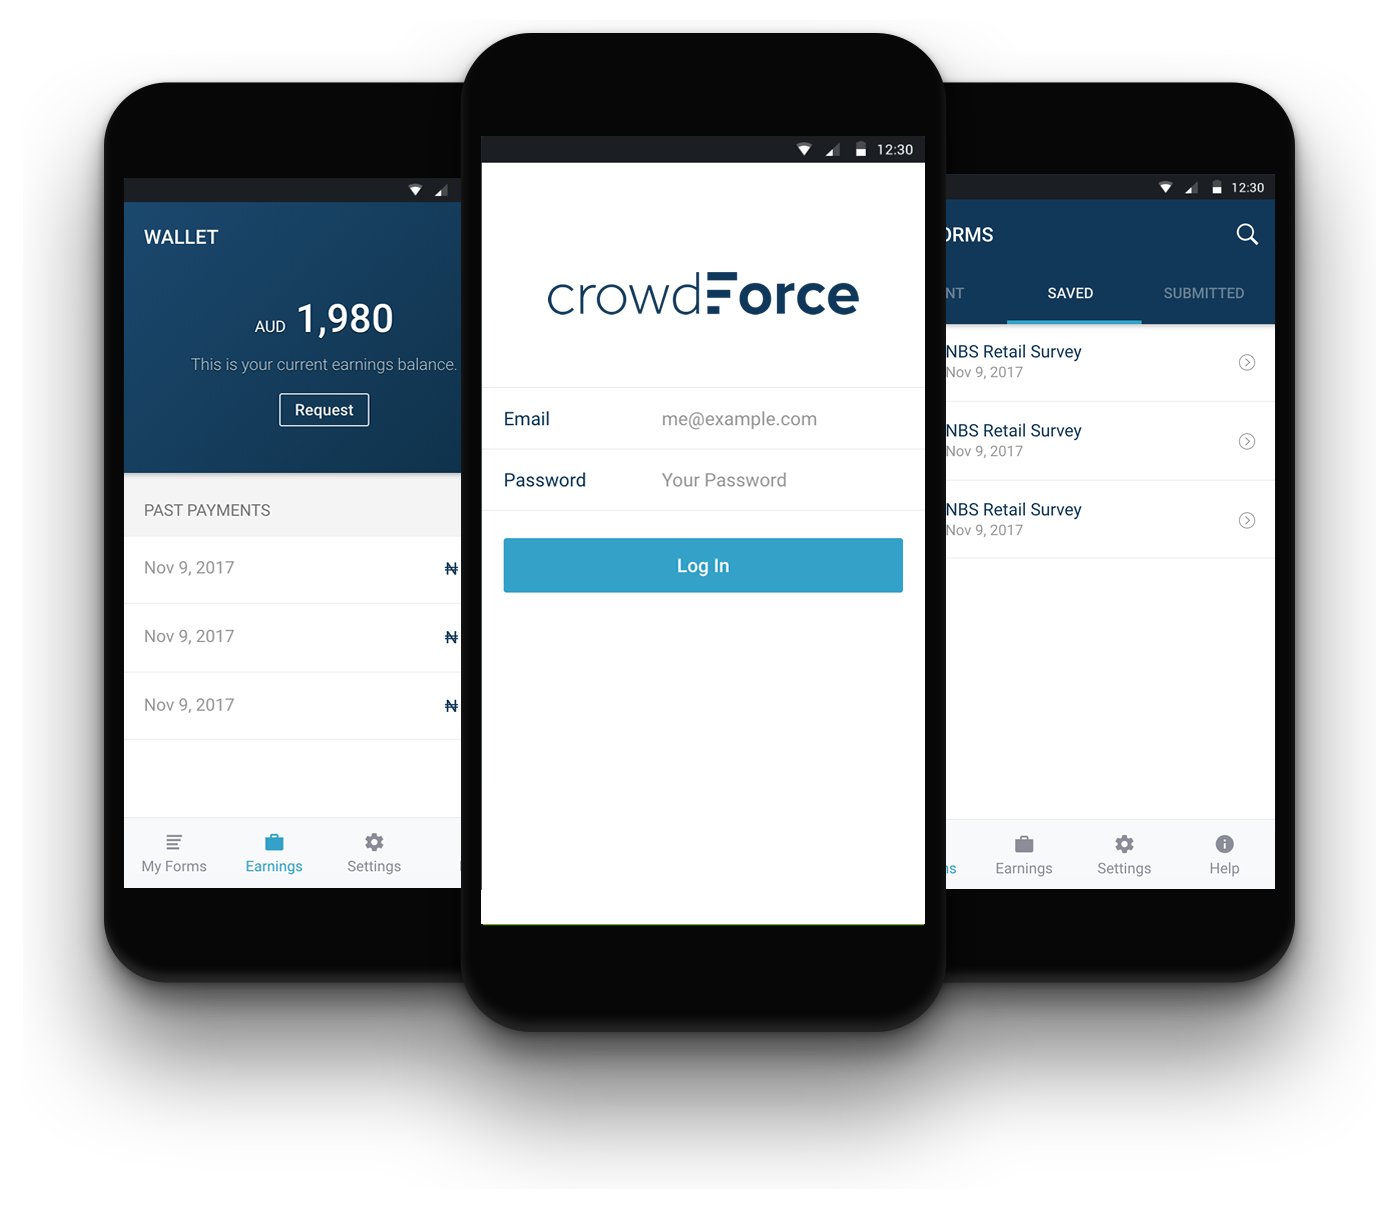 WALLET
AUD 1,980
This is your current earnings balance.
Request
PAST PAYMENTS
Nov 9, 2017 ₦
Nov 9, 2017 ₦
Nov 9, 2017 ₦
My Forms Earnings Settings
12:30
crowdForce
Email me@example.com
Password Your Password
Log In
12:30
ORMS
NT SAVED SUBMITTED
NBS Retail Survey
Nov 9, 2017
NBS Retail Survey
Nov 9, 2017
NBS Retail Survey
Nov 9, 2017
ns Earnings Settings Help